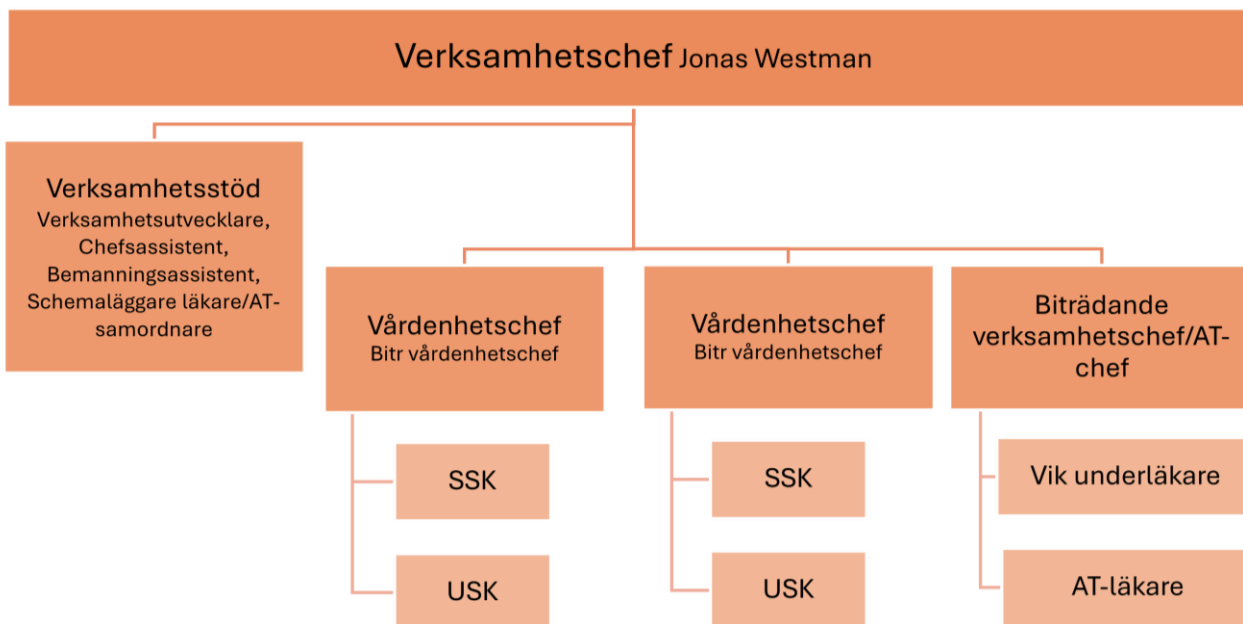 Verksamhetschef Jonas Westman
Verksamhetsstöd
Verksamhetsutvecklare,
Chefsassistent,
Bemanningsassistent,
Schemaläggare läkare/AT-
samordnare
Vårdenhetschef
Bitr vårdenhetschef
SSK
USK
Vårdenhetschef
Bitr vårdenhetschef
SSK
USK
Biträdande
verksamhetschef/AT-
chef
Vik underläkare
AT-läkare